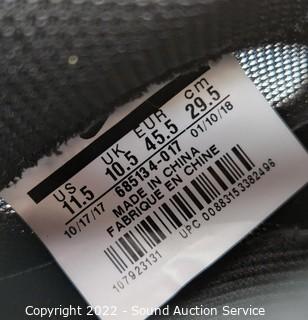 US UK EUR cm
11.5 10.5 45.5 29.5
685134-017
10/17/17 01/10/18
MADE IN CHINA
FABRIQUE EN CHINE
107923131 UPC 00883153382496
Copyright 2022 - Sound Auction Service